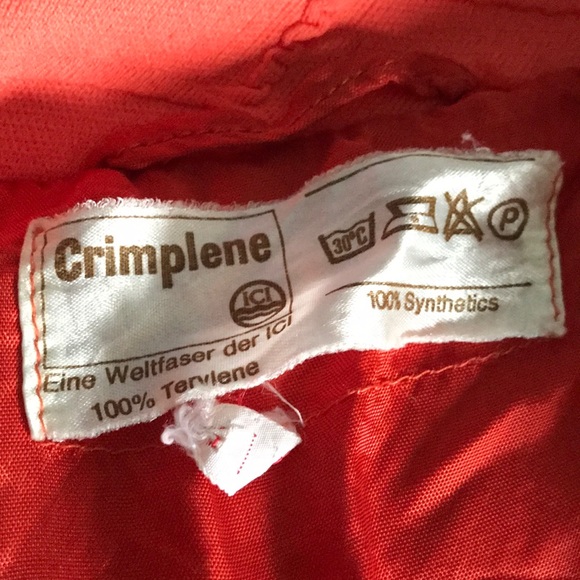 Crimplene
ICI
Eine Weltfaser der ICI
100% Terylene
30°C
P
100% Synthetics